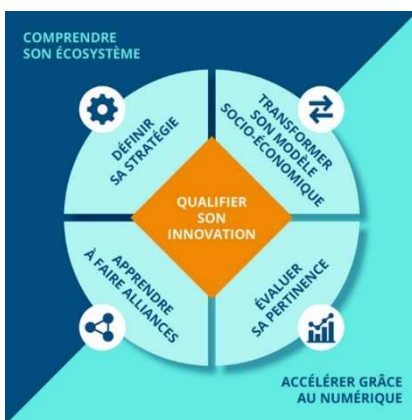 COMPRENDRE
SON ÉCOSYSTÈME
DÉFINIR
SA STRATÉGIE
TRANSFORMER
SON MODÈLE
SOCIO-ÉCONOMIQUE
QUALIFIER
SON
INNOVATION
APPRENDRE
À FAIRE ALLIANCES
ÉVALUER
SA PERTINENCE
ACCÉLÉRER GRÂCE
AU NUMÉRIQUE